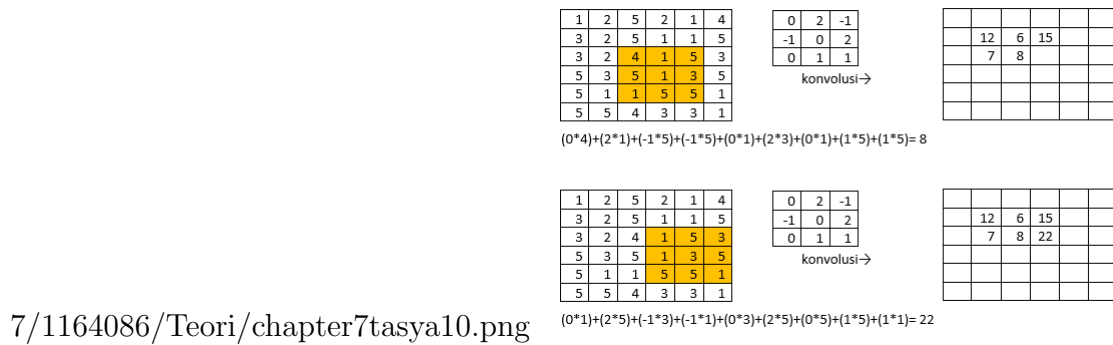 1 2 5 2 1 4
3 2 5 1 1 5
3 2 4 1 5 3
5 3 5 1 3 5
5 1 1 5 5 1
5 5 4 3 3 1
0 2 -1
-1 0 2
0 1 1
konvolusi→
12 6 15
7 8
(0*4)+(2*1)+(-1*5)+(-1*5)+(0*1)+(2*3)+(0*1)+(1*5)+(1*5)= 8
1 2 5 2 1 4
3 2 5 1 1 5
3 2 4 1 5 3
5 3 5 1 3 5
5 1 1 5 5 1
5 5 4 3 3 1
0 2 -1
-1 0 2
0 1 1
konvolusi→
12 6 15
7 8 22
(0*1)+(2*5)+(-1*3)+(-1*1)+(0*3)+(2*5)+(0*5)+(1*5)+(1*1)= 22
7/1164086/Teori/chapter7tasya10.png